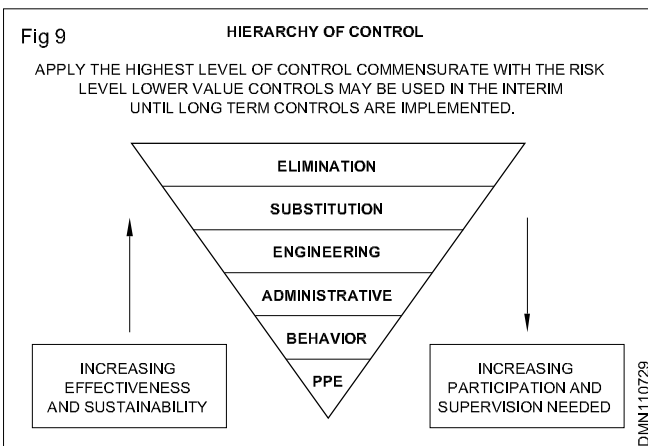 Fig 9
HIERARCHY OF CONTROL
APPLY THE HIGHEST LEVEL OF CONTROL COMMENSURATE WITH THE RISK
LEVEL LOWER VALUE CONTROLS MAY BE USED IN THE INTERIM
UNTIL LONG TERM CONTROLS ARE IMPLEMENTED.
ELIMINATION
SUBSTITUTION
ENGINEERING
ADMINISTRATIVE
BEHAVIOR
PPE
INCREASING
EFFECTIVENESS
AND SUSTAINABILITY
INCREASING
PARTICIPATION AND
SUPERVISION NEEDED
DMN110729